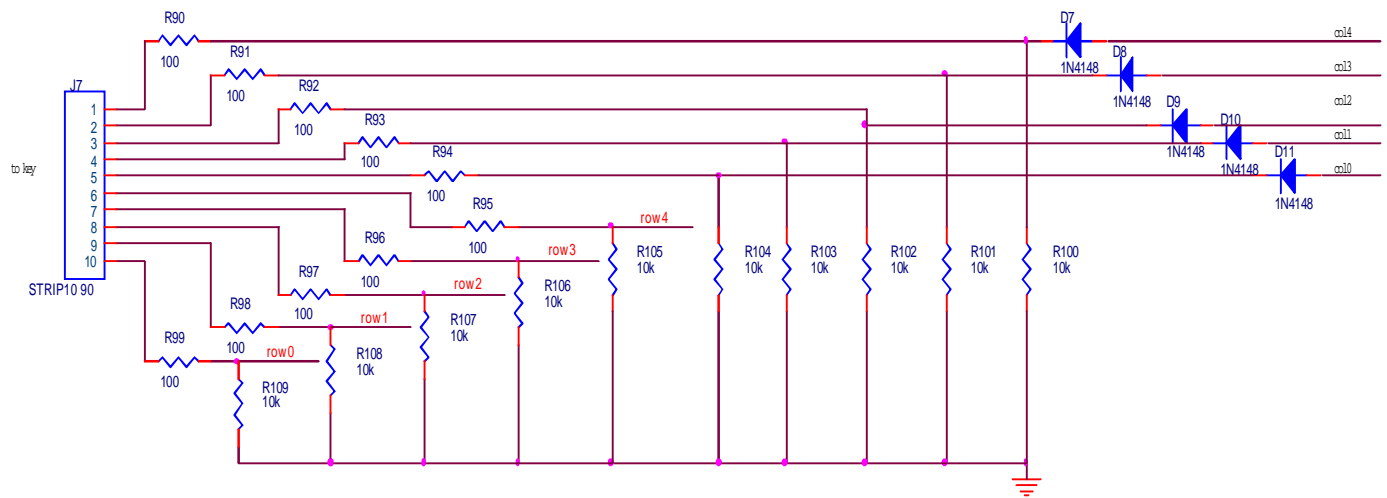 R90
100
R91
100
R92
100
R93
100
R94
100
R95
100
R96
100
R97
100
R98
100
R99
100
J7
1
2
3
4
5
6
7
8
9
10
STRIP10 90
to key
row4
row3
row2
row1
row0
R105
10k
R106
10k
R107
10k
R108
10k
R109
10k
R104
10k
R103
10k
R102
10k
R101
10k
R100
10k
D7
1N4148
D8
1N4148
D9
1N4148
D10
1N4148
D11
1N4148
col4
col3
col2
col1
col0